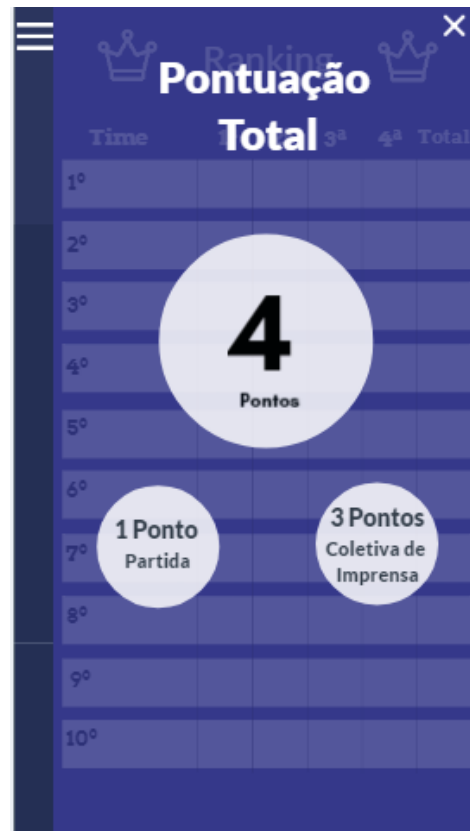 Ranking
Pontuação
Total
Time 3ª 4ª Total
1º
2º
4
3º
4º
Pontos
5º
6º
1 Ponto
Partida
3 Pontos
Coletiva de
Imprensa
7º
8º
9º
10º